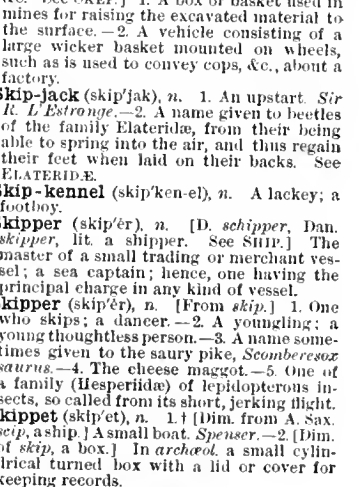 &c. See SKEP.] 1. A box or basket used in
mines for raising the excavated material to
the surface.—2. A vehicle consisting of a
large wicker basket mounted on wheels,
such as is used to convey cops, &c., about a
factory.
Skip-jack (skip′jak), n. 1. An upstart. Sir
R. L'Estrange.—2. A name given to beetles
of the family Elateridæ, from their being
able to spring into the air, and thus regain
their feet when laid on their backs. See
ELATERIDÆ.
Skip-kennel (skip′ken-el), n. A lackey; a
footboy.
Skipper (skip′ėr), n. [D. schipper, Dan.
skipper, lit. a shipper. See SHIP.] The
master of a small trading or merchant ves-
sel; a sea captain; hence, one having the
principal charge in any kind of vessel.
Skipper (skip′ėr), n. [From skip.] 1. One
who skips; a dancer.—2. A youngling; a
young thoughtless person.—3. A name some-
times given to the saury pike, Scomberesox
saurus.—4. The cheese maggot.—5. One of
a family (Hesperiidæ) of lepidopterous in-
sects, so called from its short, jerking flight.
Skippet (skip′et), n. 1.† [Dim. from A. Sax.
scip, a ship.] A small boat. Spenser.—2. [Dim.
of skip, a box.] In archæol. a small cylin-
drical turned box with a lid or cover for
keeping records.